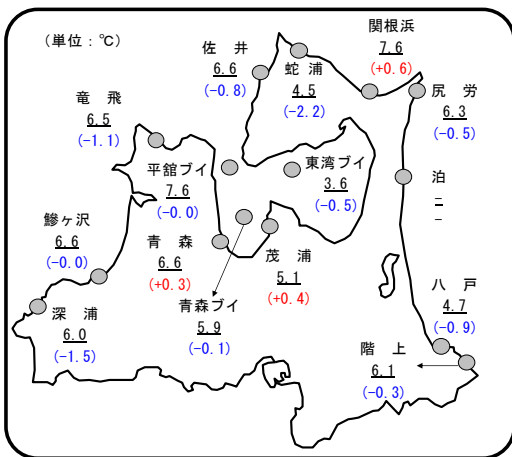 (単位：℃)
関根浜
7.6
(+0.6)
佐 井
6.6
(-0.8)
蛇 浦
4.5
(-2.2)
尻 労
6.3
(-0.5)
竜 飛
6.5
(-1.1)
平舘ブイ
7.6
(-0.0)
東湾ブイ
3.6
(-0.5)
泊
-
-
鰺ヶ沢
6.6
(-0.0)
青 森
6.6
(+0.3)
茂 浦
5.1
(+0.4)
八 戸
4.7
(-0.9)
深 浦
6.0
(-1.5)
青森ブイ
5.9
(-0.1)
階 上
6.1
(-0.3)